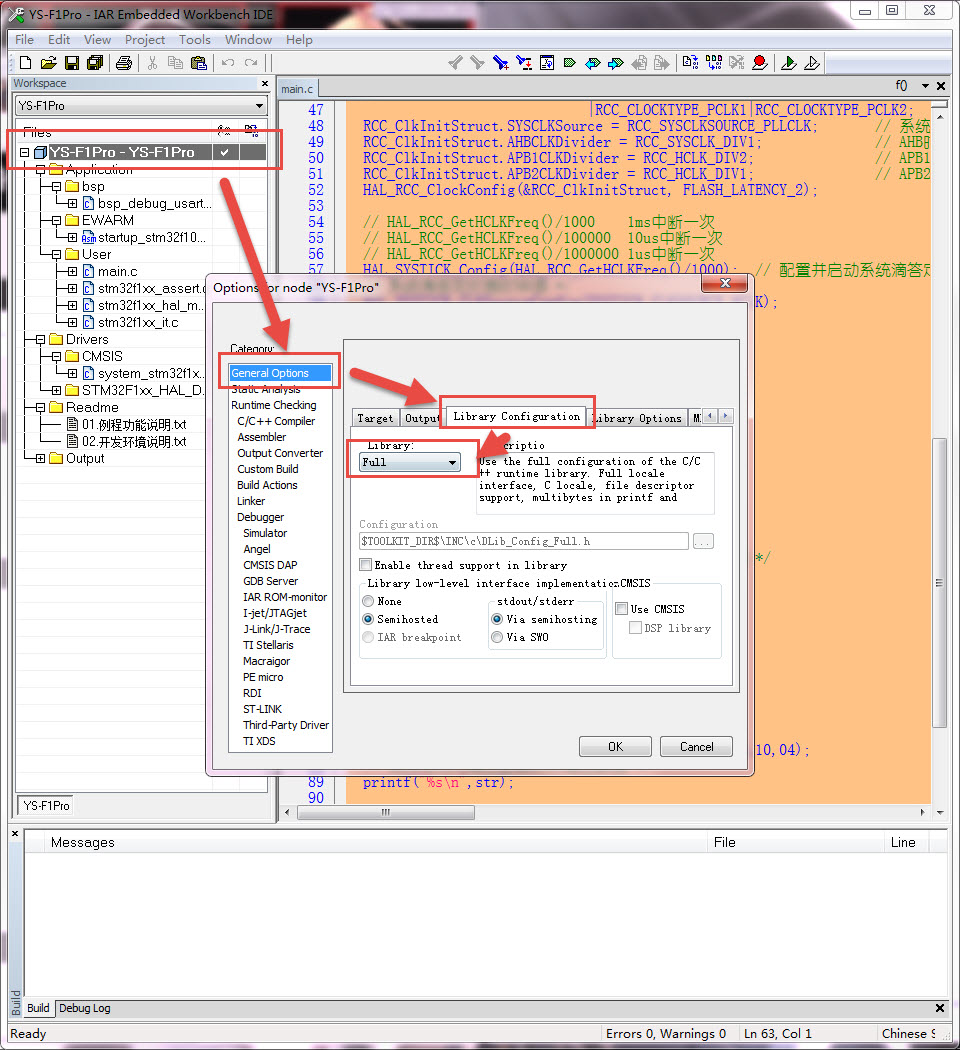 YS-F1Pro - IAR Embedded Workbench IDE
File Edit View Project Tools Window Help
Workspace
YS-F1Pro
Files
YS-F1Pro - YS-F1Pro
Application
bsp
bsp_debug_usart...
EWARM
startup_stm32f10...
User
main.c
stm32f1xx_assert.c
stm32f1xx_hal_m...
stm32f1xx_it.c
Drivers
CMSIS
system_stm32f1x...
STM32F1xx_HAL_D...
Readme
01.例程功能说明.txt
02.开发环境说明.txt
Output
YS-F1Pro
main.c
f0
47 |RCC_CLOCKTYPE_PCLK1|RCC_CLOCKTYPE_PCLK2;
48 RCC_ClkInitStruct.SYSCLKSource = RCC_SYSCLKSOURCE_PLLCLK; // 系统
49 RCC_ClkInitStruct.AHBCLKDivider = RCC_SYSCLK_DIV1; // AHB时
50 RCC_ClkInitStruct.APB1CLKDivider = RCC_HCLK_DIV2; // APB1
51 RCC_ClkInitStruct.APB2CLKDivider = RCC_HCLK_DIV1; // APB2
52 HAL_RCC_ClockConfig(&RCC_ClkInitStruct, FLASH_LATENCY_2);
53
54 // HAL_RCC_GetHCLKFreq()/1000 1ms中断一次
55 // HAL_RCC_GetHCLKFreq()/100000 10us中断一次
56 // HAL_RCC_GetHCLKFreq()/1000000 1us中断一次
57 HAL_SYSTICK_Config(HAL_RCC_GetHCLKFreq()/1000); // 配置并启动系统滴答定
K);
*/
10,04);
89 printf("%s\n",str);
90
Options for node "YS-F1Pro"
Category:
General Options
Static Analysis
Runtime Checking
C/C++ Compiler
Assembler
Output Converter
Custom Build
Build Actions
Linker
Debugger
Simulator
Angel
CMSIS DAP
GDB Server
IAR ROM-monitor
I-jet/JTAGjet
J-Link/J-Trace
TI Stellaris
Macraigor
PE micro
RDI
ST-LINK
Third-Party Driver
TI XDS
Target Output Library Configuration Library Options M
Library:
Full
scriptio
Use the full configuration of the C/C
++ runtime library. Full locale
interface, C locale, file descriptor
support, multibytes in printf and
Configuration
$TOOLKIT_DIR$\INC\c\DLib_Config_Full.h
...
Enable thread support in library
Library low-level interface implementation
None
Semihosted
IAR breakpoint
stdout/stderr
Via semihosting
Via SWO
CMSIS
Use CMSIS
DSP library
OK Cancel
Messages File Line
Build
Build Debug Log
Ready Errors 0, Warnings 0 Ln 63, Col 1 Chinese S